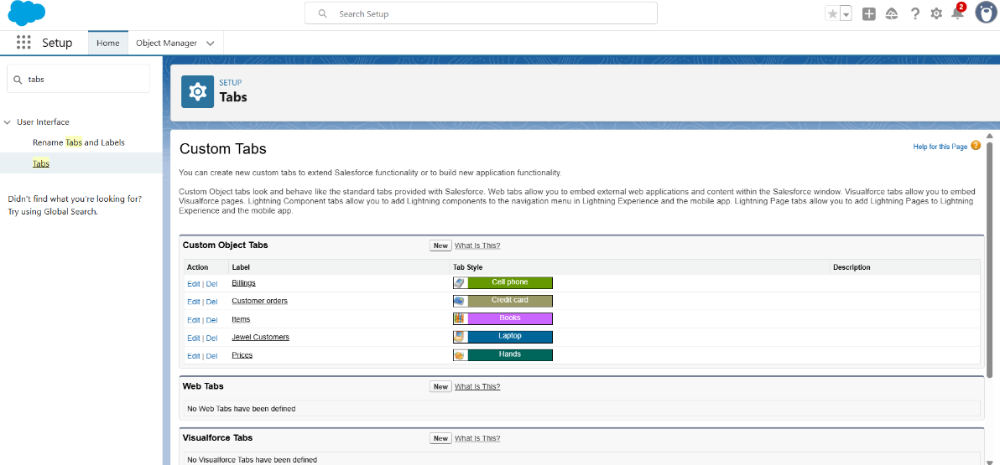 Search Setup
2
Setup
Home
Object Manager
tabs
User Interface
Rename Tabs and Labels
Tabs
Didn't find what you're looking for?
Try using Global Search.
SETUP
Tabs
Custom Tabs
Help for this Page
?
You can create new custom tabs to extend Salesforce functionality or to build new application functionality.
Custom Object tabs look and behave like the standard tabs provided with Salesforce. Web tabs allow you to embed external web applications and content within the Salesforce window. Visualforce tabs allow you to embed
Visualforce pages. Lightning Component tabs allow you to add Lightning components to the navigation menu in Lightning Experience and the mobile app. Lightning Page tabs allow you to add Lightning Pages to Lightning
Experience and the mobile app.
Custom Object Tabs New What Is This?
Action Label Tab Style Description
Edit | Del Billings Cell phone
Edit | Del Customer orders Credit card
Edit | Del Items Books
Edit | Del Jewel Customers Laptop
Edit | Del Prices Hands
Web Tabs New What Is This?
No Web Tabs have been defined
Visualforce Tabs New What Is This?
No Visualforce Tabs have been defined